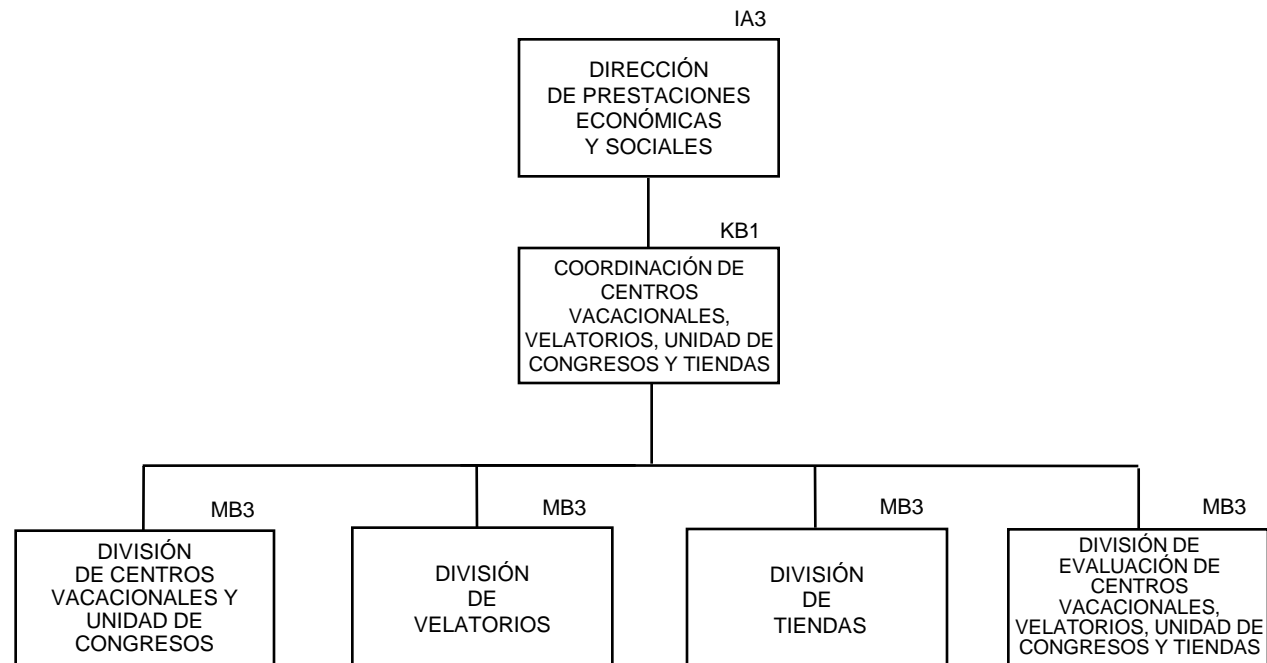 IA3
DIRECCIÓN
DE PRESTACIONES
ECONÓMICAS
Y SOCIALES
KB1
COORDINACIÓN DE
CENTROS
VACACIONALES,
VELATORIOS, UNIDAD DE
CONGRESOS Y TIENDAS
MB3
DIVISIÓN
DE CENTROS
VACACIONALES Y
UNIDAD DE
CONGRESOS
MB3
DIVISIÓN
DE
VELATORIOS
MB3
DIVISIÓN
DE
TIENDAS
MB3
DIVISIÓN DE
EVALUACIÓN DE
CENTROS
VACACIONALES,
VELATORIOS, UNIDAD DE
CONGRESOS Y TIENDAS